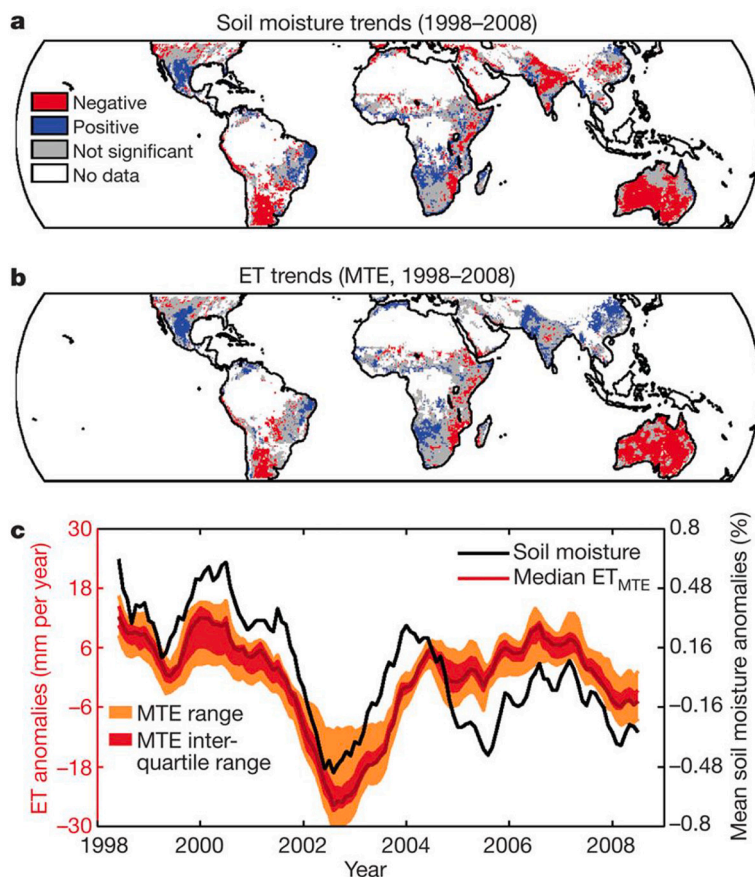 a
Soil moisture trends (1998–2008)
Negative
Positive
Not significant
No data
b
ET trends (MTE, 1998–2008)
c
30
18
6
−6
−18
−30
ET anomalies (mm per year)
Soil moisture
Median ET_MTE
MTE range
MTE inter-
quartile range
0.8
0.48
0.16
−0.16
−0.48
−0.8
Mean soil moisture anomalies (%)
1998
2000
2002
2004
2006
2008
Year